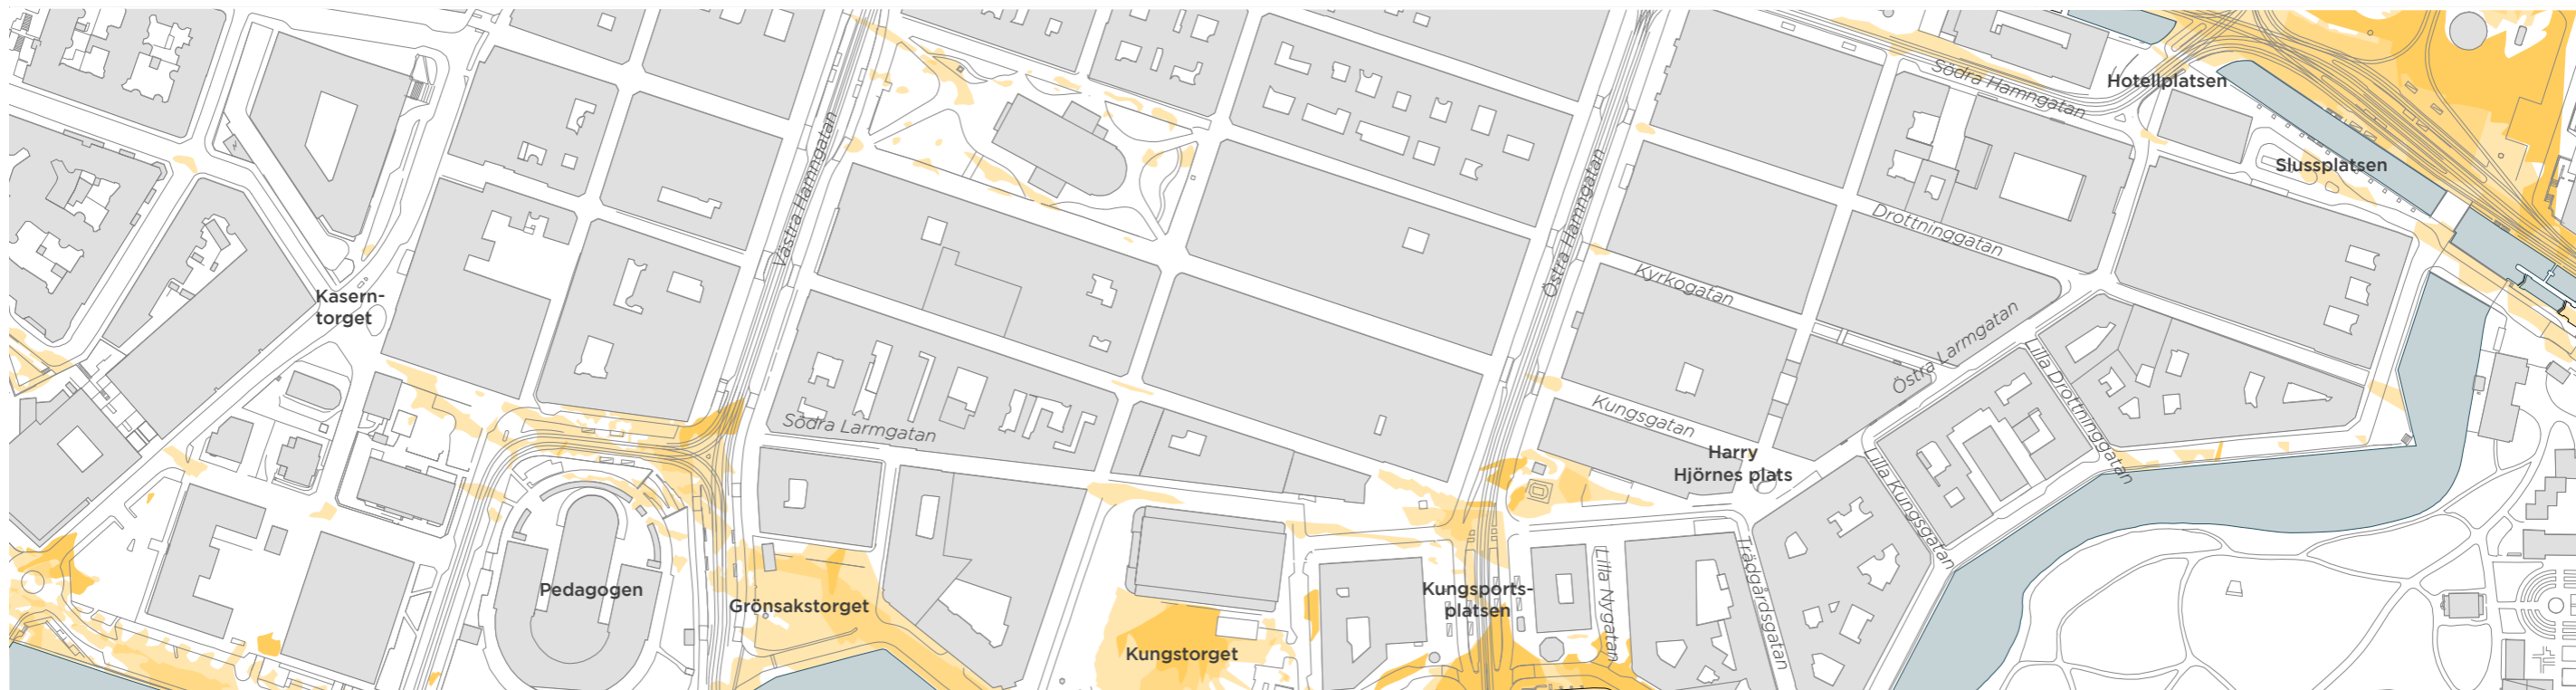 Södra Hamngatan
Hotellplatsen
Slussplatsen
Västra Hamngatan
Östra Hamngatan
Drottninggatan
Kyrkogatan
Kasern-
torget
Östra Larmgatan
Lilla Drottninggatan
Södra Larmgatan
Kungsgatan
Harry
Hjörnes plats
Lilla Kungsgatan
Pedagogen
Grönsakstorget
Kungsports-
platsen
Lilla Nygatan
Trädgårdsgatan
Kungstorget